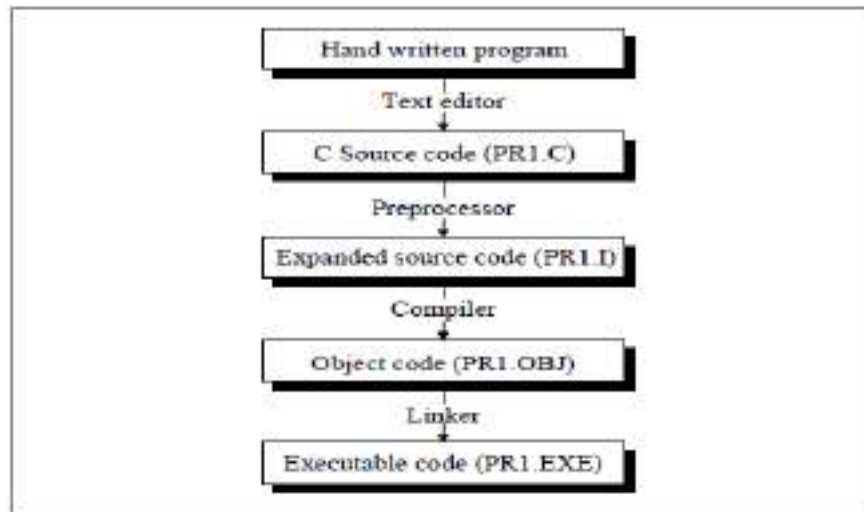 Hand written program
Text editor
C Source code (PR1.C)
Preprocessor
Expanded source code (PR1.I)
Compiler
Object code (PR1.OBJ)
Linker
Executable code (PR1.EXE)